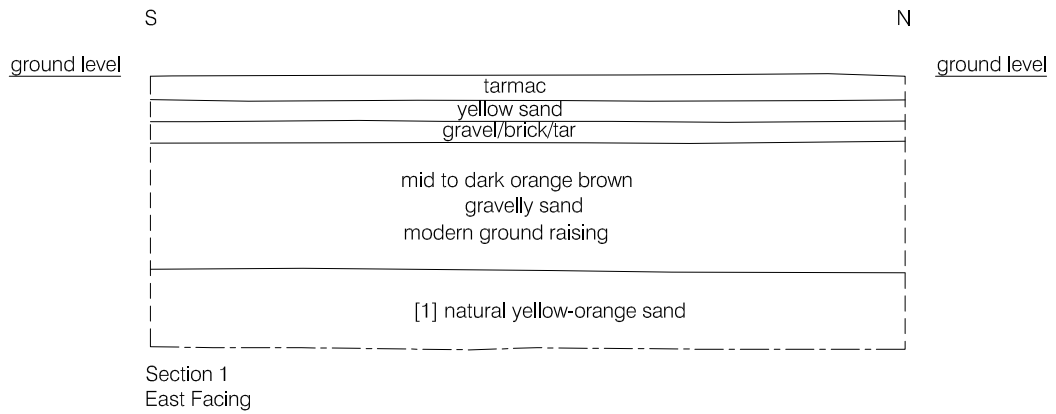 S N
ground level ground level
tarmac
yellow sand
gravel/brick/tar
mid to dark orange brown
gravelly sand
modern ground raising
[1] natural yellow-orange sand
Section 1
East Facing